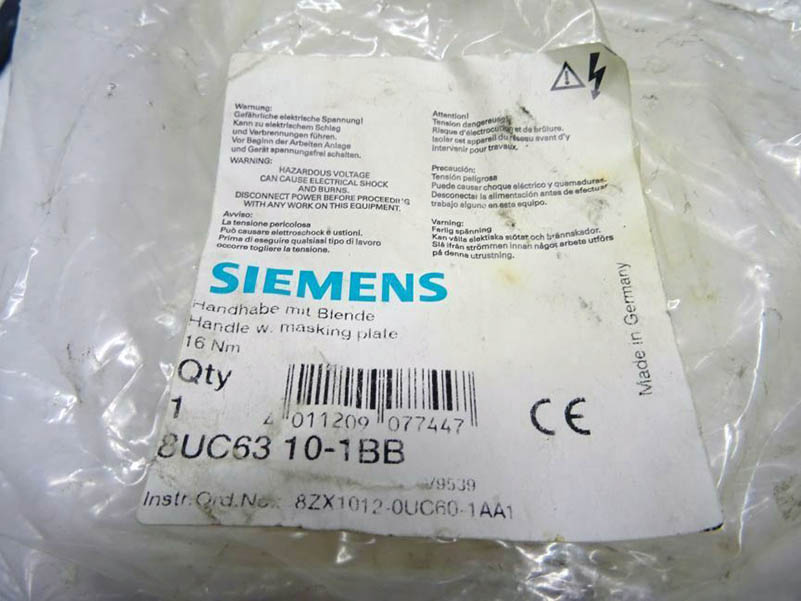 Warnung:
Gefährliche elektrische Spannung!
Kann zu elektrischem Schlag
und Verbrennungen führen.
Vor Beginn der Arbeiten Anlage
und Gerät spannungsfrei schalten.
WARNING:
HAZARDOUS VOLTAGE
CAN CAUSE ELECTRICAL SHOCK
AND BURNS.
DISCONNECT POWER BEFORE PROCEEDING
WITH ANY WORK ON THIS EQUIPMENT.
Avviso:
La tensione pericolosa
Può causare elettroshock e ustioni.
Prima di eseguire qualsiasi tipo di lavoro
occorre togliere la tensione.
Attention!
Tension dangereuse!
Risque d'électrocution et de brûlure.
Isoler cet appareil du réseau avant d'y
intervenir pour travaux.
Precaución:
Tensión peligrosa
Puede causar choque eléctrico y quemaduras.
Desconectar la alimentación antes de efectuar
trabajo alguno en este equipo.
Varning:
Farlig spänning
Kan vålla elektiska stötar och brännskador.
Slå ifrån strömmen innan något arbete utförs
på denna utrustning.
SIEMENS
Handhabe mit Blende
Handle w. masking plate
16 Nm
Made in Germany
Qty
1
4 011209 077447
CE
8UC63 10-1BB
V9539
Instr.Ord.No.: 8ZX1012-0UC60-1AA1